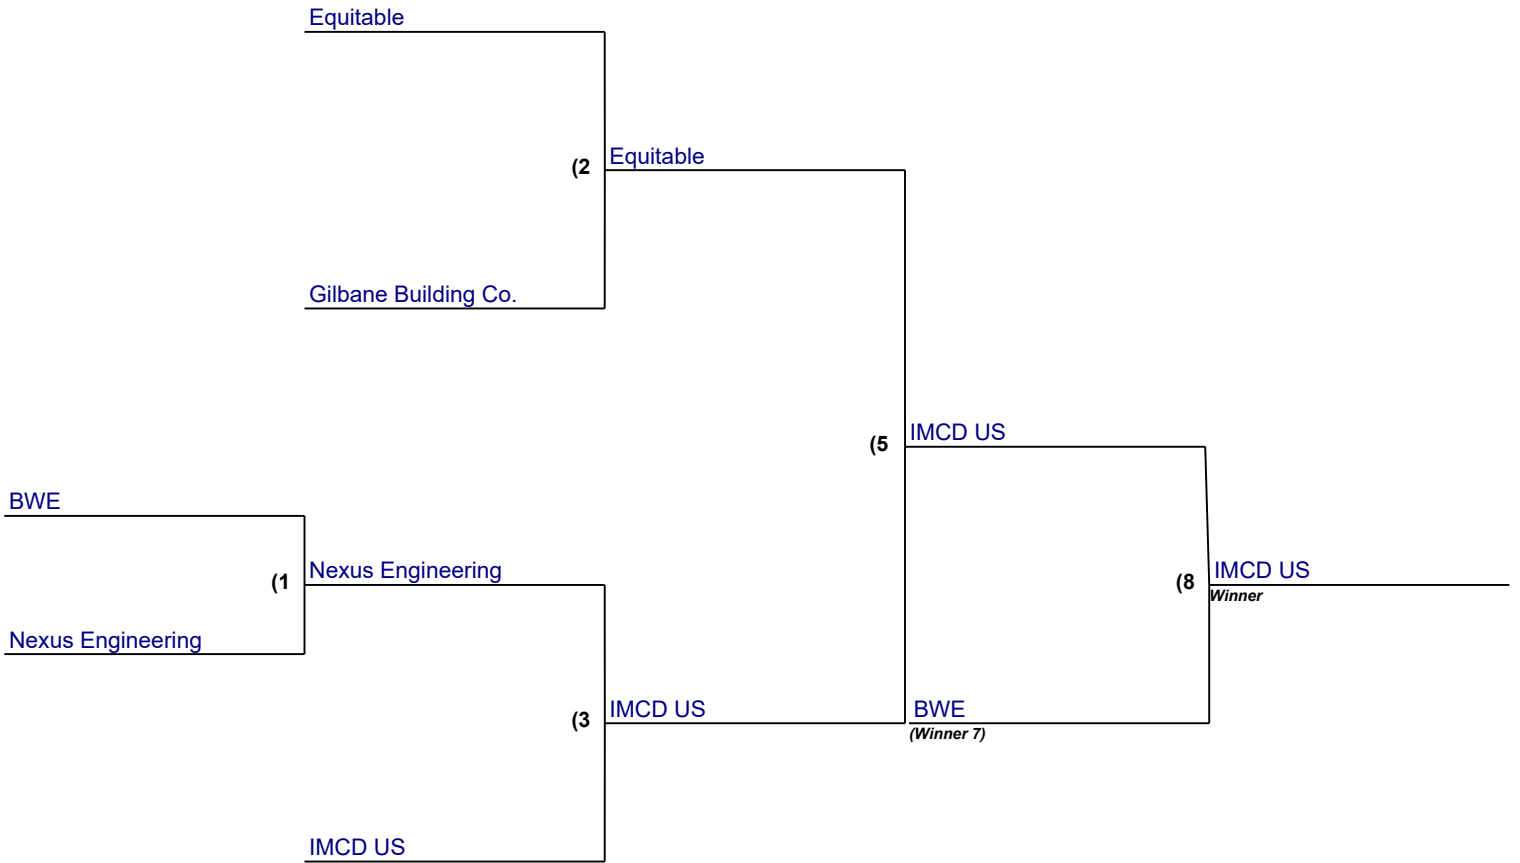 Equitable
(2
Equitable
Gilbane Building Co.
(5
IMCD US
BWE
(1
Nexus Engineering
(8
IMCD US
Winner
Nexus Engineering
(3
IMCD US
BWE
(Winner 7)
IMCD US